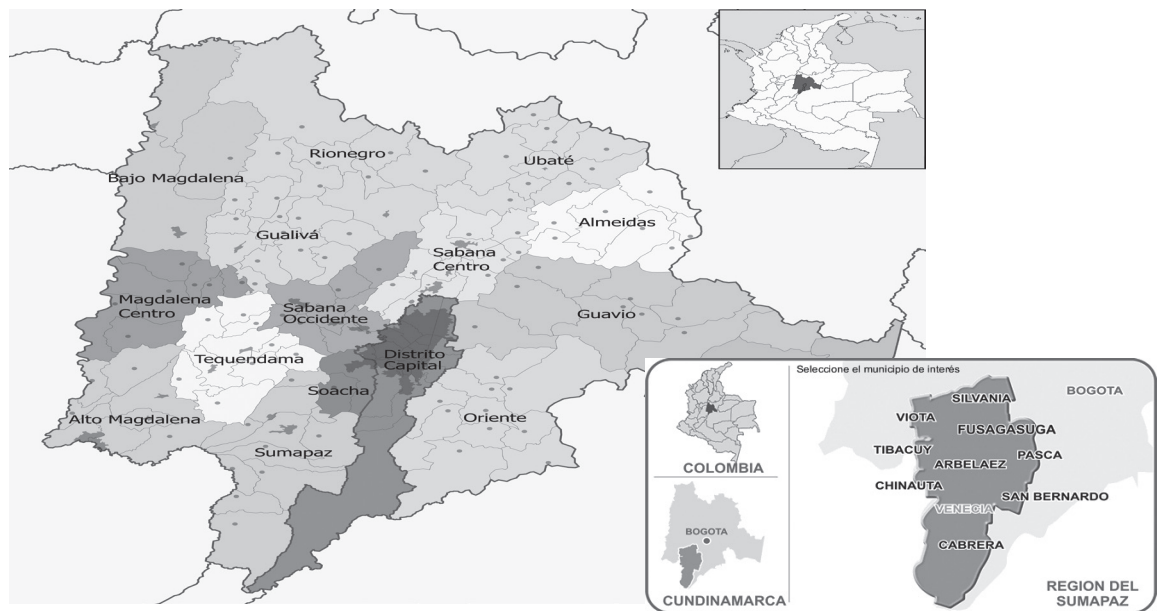 Rionegro
Ubaté
Bajo Magdalena
Almeidas
Gualivá
Sabana
Centro
Magdalena
Centro
Sabana
Occidente
Guavio
Tequendama
Distrito
Capital
Soacha
Alto Magdalena
Oriente
Sumapaz
Seleccione el municipio de interés
COLOMBIA
BOGOTA
CUNDINAMARCA
BOGOTA
SILVANIA
VIOTA
FUSAGASUGA
TIBACUY
PASCA
ARBELAEZ
CHINAUTA
SAN BERNARDO
VENECIA
CABRERA
REGION DEL
SUMAPAZ